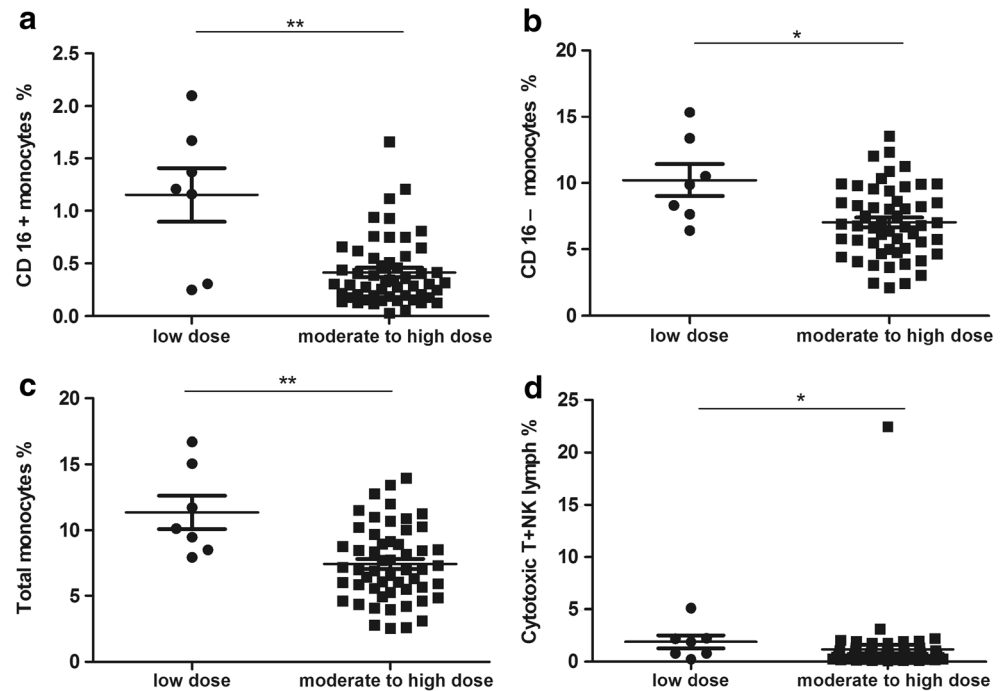 a
**
CD 16 + monocytes %
2.5
2.0
1.5
1.0
0.5
0.0
low dose
moderate to high dose
b
*
CD 16 – monocytes %
20
15
10
5
0
low dose
moderate to high dose
c
**
Total monocytes %
20
15
10
5
0
low dose
moderate to high dose
d
*
Cytotoxic T+NK lymph %
25
20
15
10
5
0
low dose
moderate to high dose